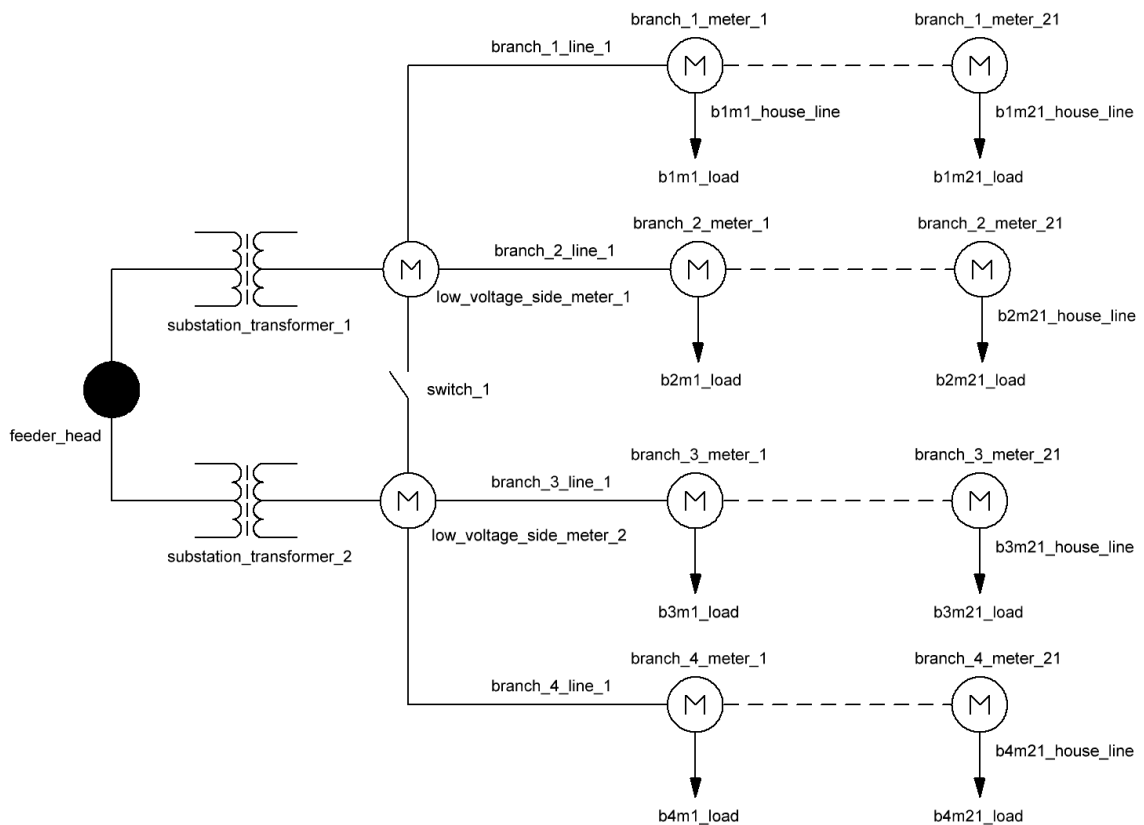 branch_1_meter_1
branch_1_meter_21
branch_1_line_1
M
M
b1m1_house_line
b1m21_house_line
b1m1_load
b1m21_load
branch_2_meter_1
branch_2_meter_21
branch_2_line_1
M
M
M
low_voltage_side_meter_1
b2m21_house_line
substation_transformer_1
b2m1_load
b2m21_load
switch_1
feeder_head
branch_3_meter_1
branch_3_meter_21
branch_3_line_1
M
M
M
low_voltage_side_meter_2
b3m21_house_line
substation_transformer_2
b3m1_load
b3m21_load
branch_4_meter_1
branch_4_meter_21
branch_4_line_1
M
M
b4m21_house_line
b4m1_load
b4m21_load